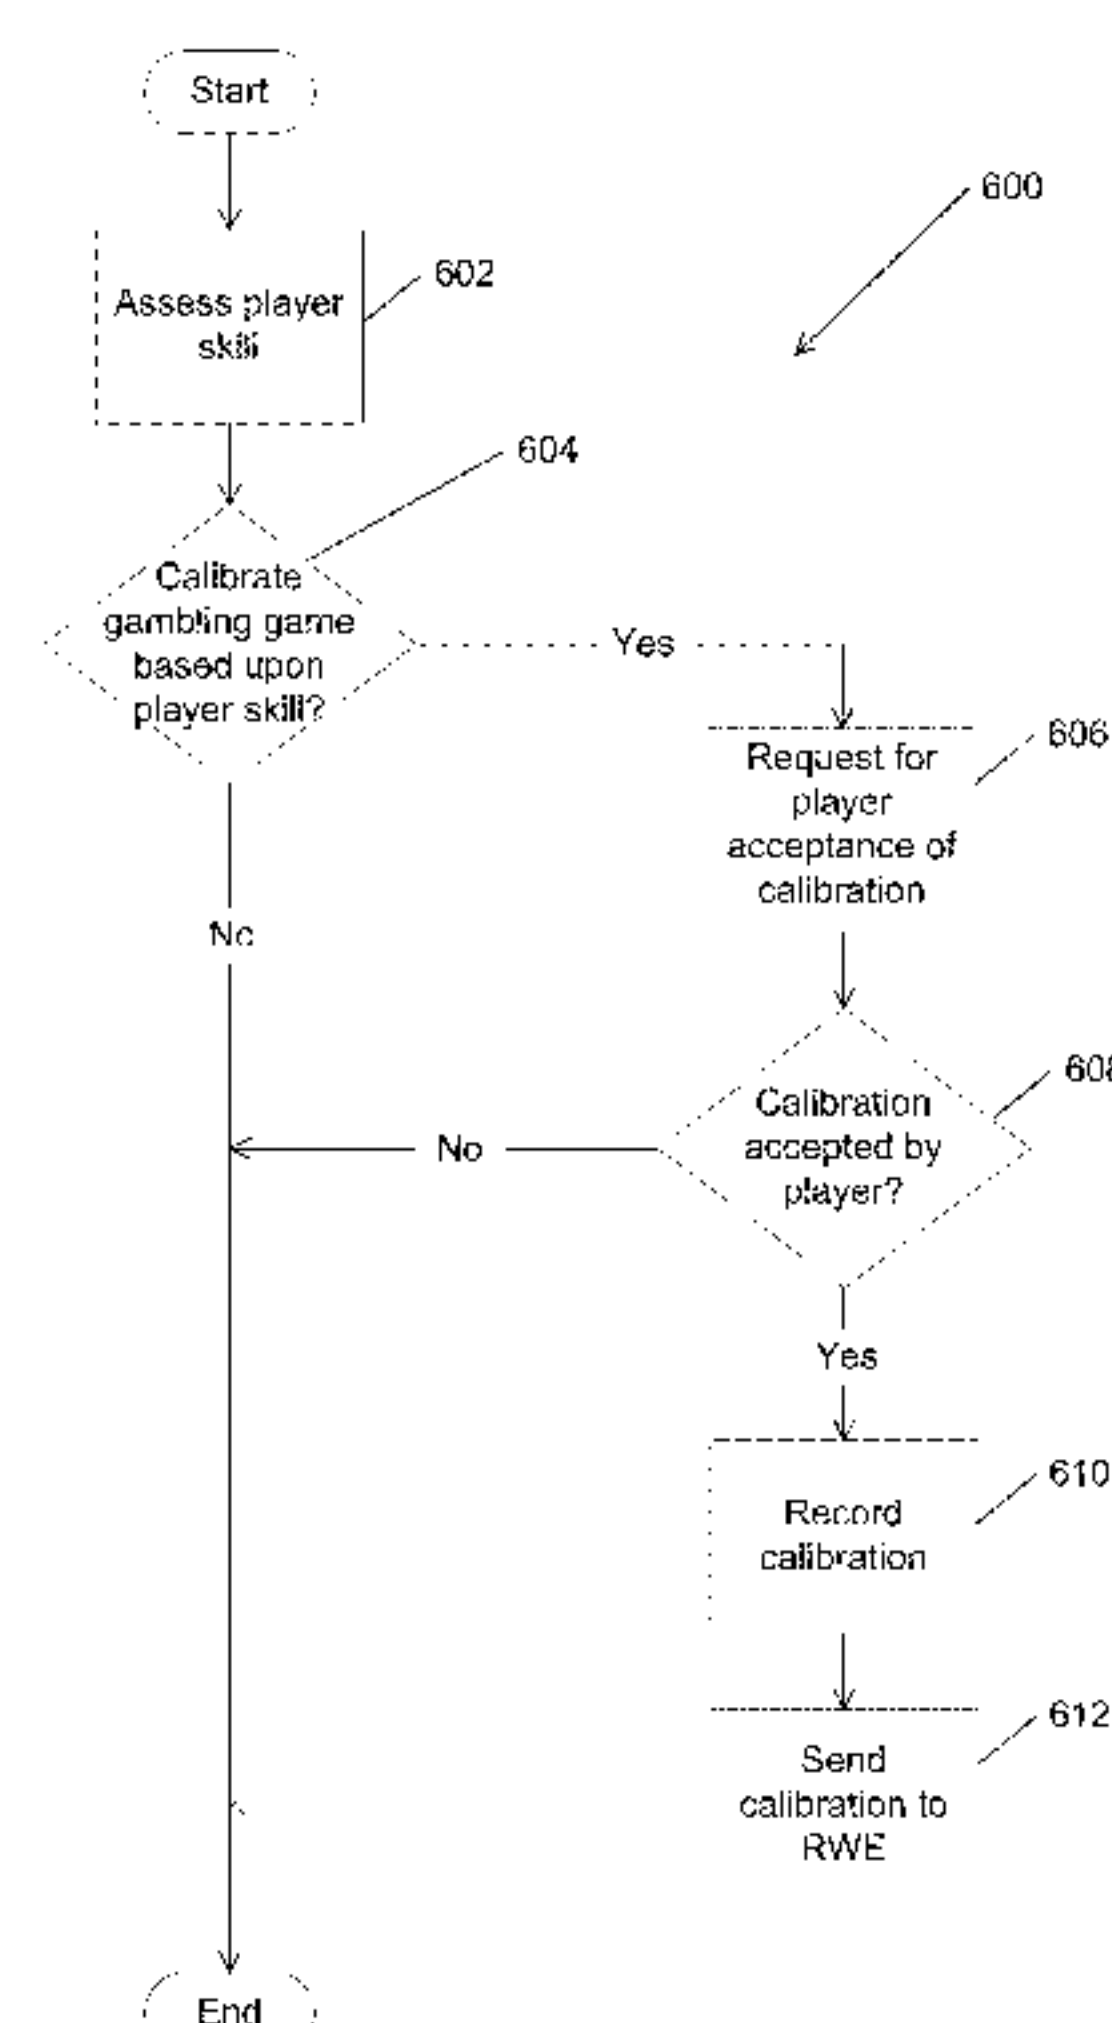 Start
600
602
Assess player
skill
604
Calibrate
gambling game
based upon
player skill?
Yes
606
Request for
player
acceptance of
calibration
No
608
Calibration
accepted by
player?
No
Yes
610
Record
calibration
612
Send
calibration to
RWE
End